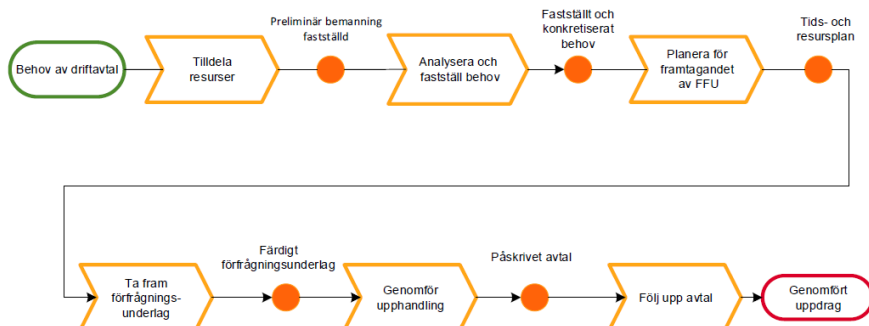 Behov av driftavtal
Tilldela
resurser
Preliminär bemanning
fastställd
Analysera och
fastställ behov
Fastställt och
konkretiserat
behov
Planera för
framtagandet
av FFU
Tids- och
resursplan
Ta fram
förfrågnings-
underlag
Färdigt
förfrågningsunderlag
Genomför
upphandling
Påskrivet avtal
Följ upp avtal
Genomfört
uppdrag